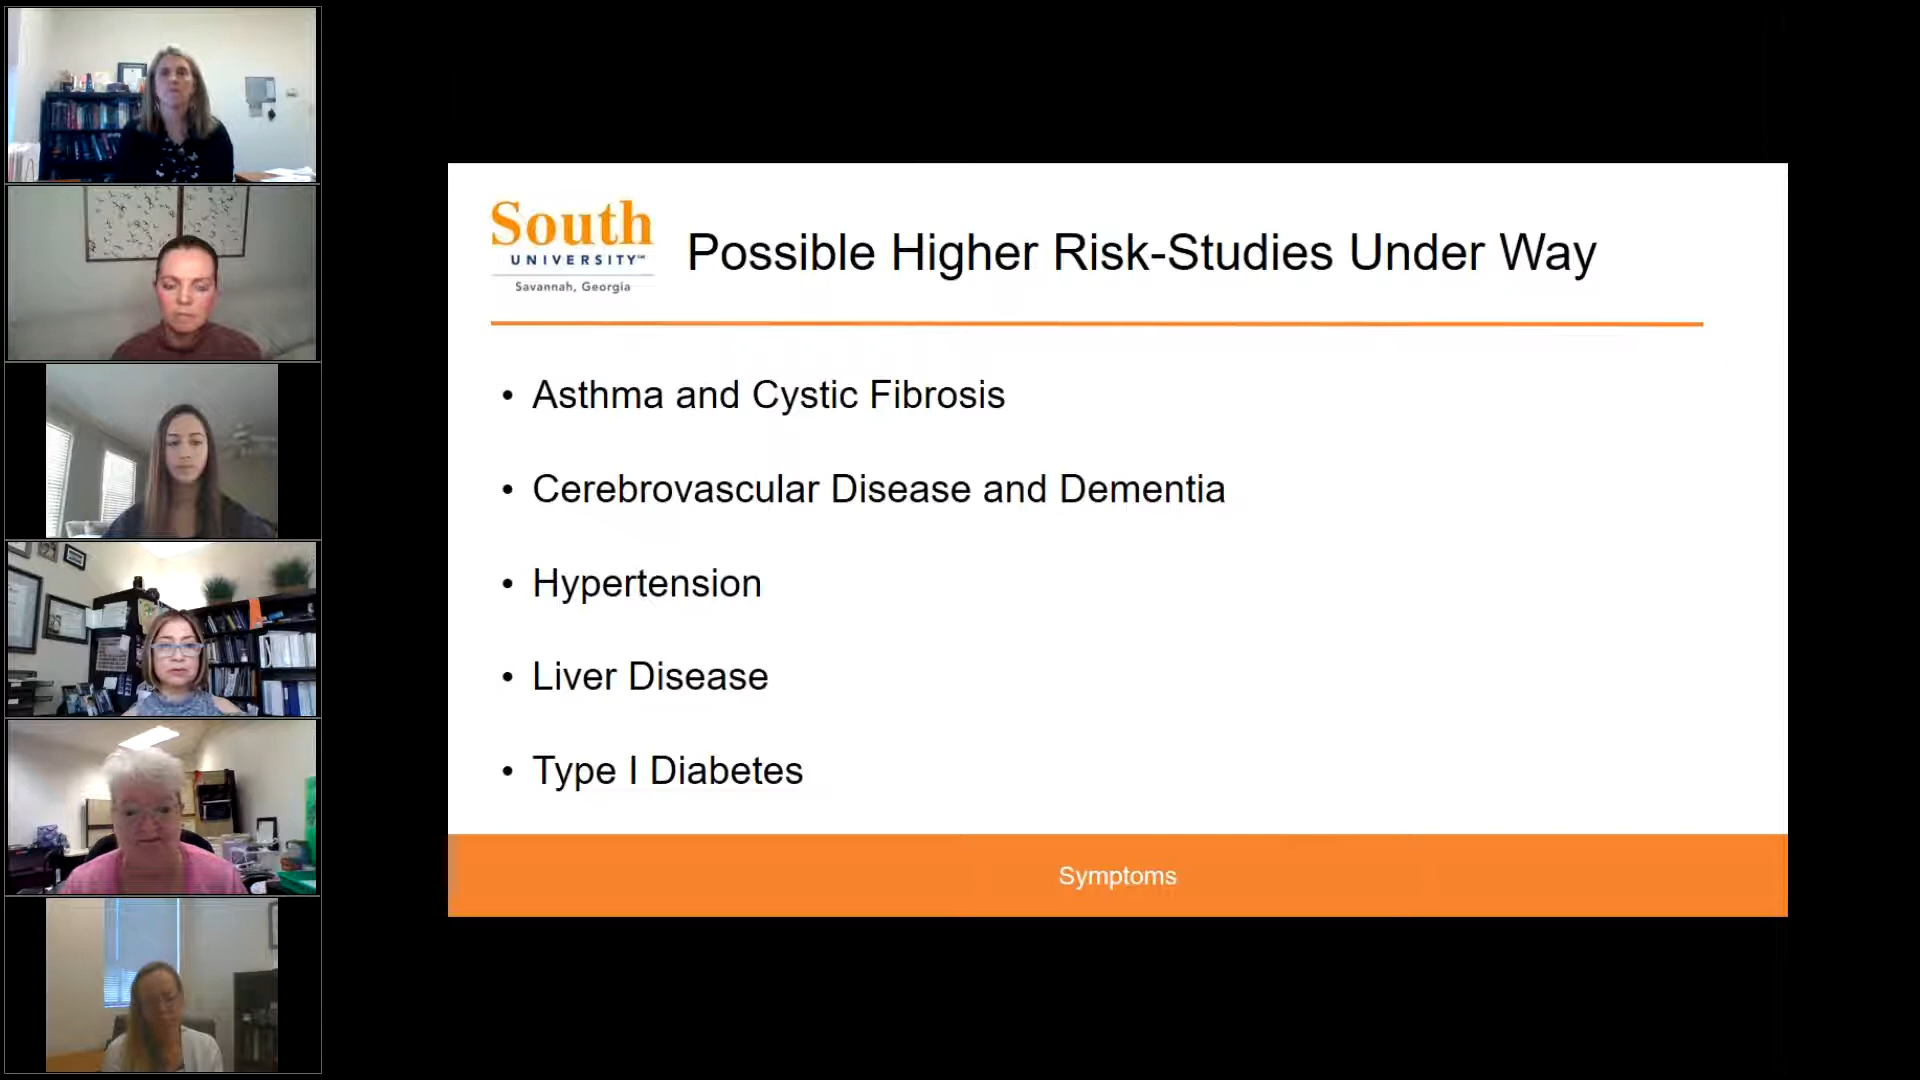 South
UNIVERSITY℠
Savannah, Georgia
Possible Higher Risk-Studies Under Way
• Asthma and Cystic Fibrosis
• Cerebrovascular Disease and Dementia
• Hypertension
• Liver Disease
• Type I Diabetes
Symptoms